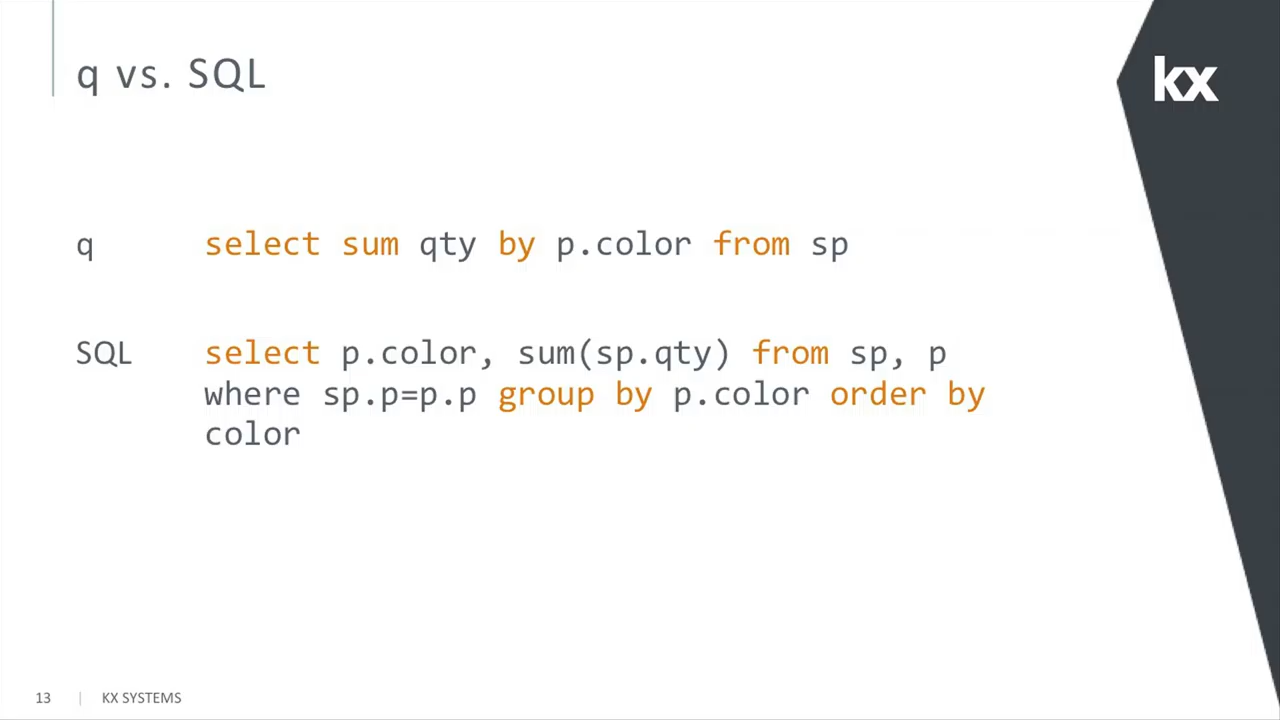 q vs. SQL
kx
q select sum qty by p.color from sp
SQL select p.color, sum(sp.qty) from sp, p
where sp.p=p.p group by p.color order by
color
13 | KX SYSTEMS